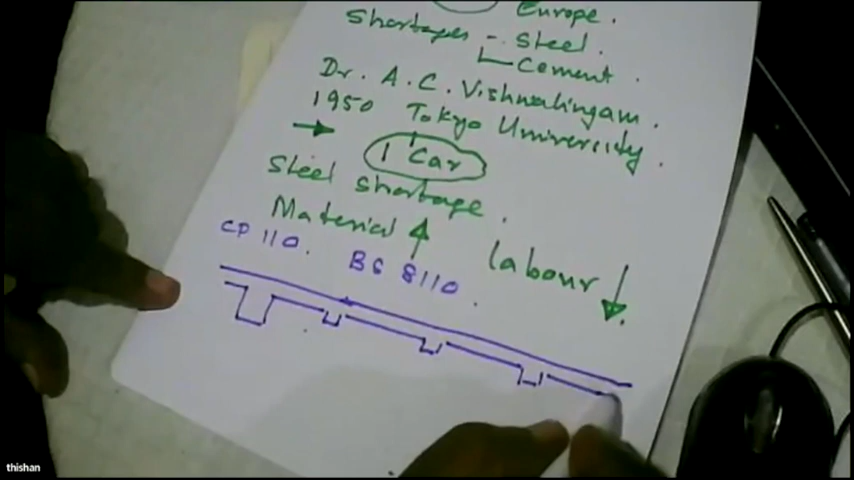 Europe.
Shortages - Steel.
Cement.
Dr. A. C. Vishnalingam.
1950 Tokyo University.
1 Car
Steel shortage.
Material ↑ labour ↓
CP 110. BS 8110.
thishan